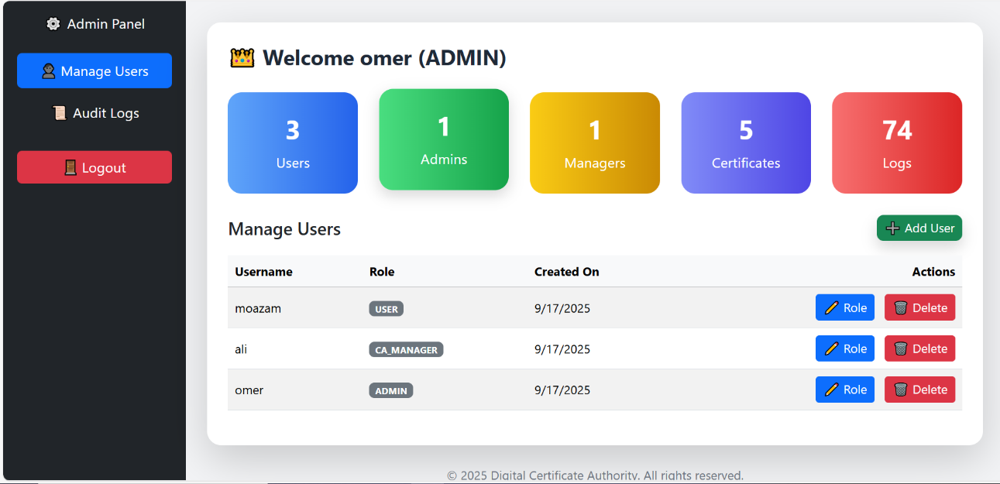 Admin Panel
Manage Users
Audit Logs
Logout
Welcome omer (ADMIN)
3
Users
1
Admins
1
Managers
5
Certificates
74
Logs
Manage Users
Add User
Username Role Created On Actions
moazam USER 9/17/2025 Role Delete
ali CA_MANAGER 9/17/2025 Role Delete
omer ADMIN 9/17/2025 Role Delete
© 2025 Digital Certificate Authority. All rights reserved.